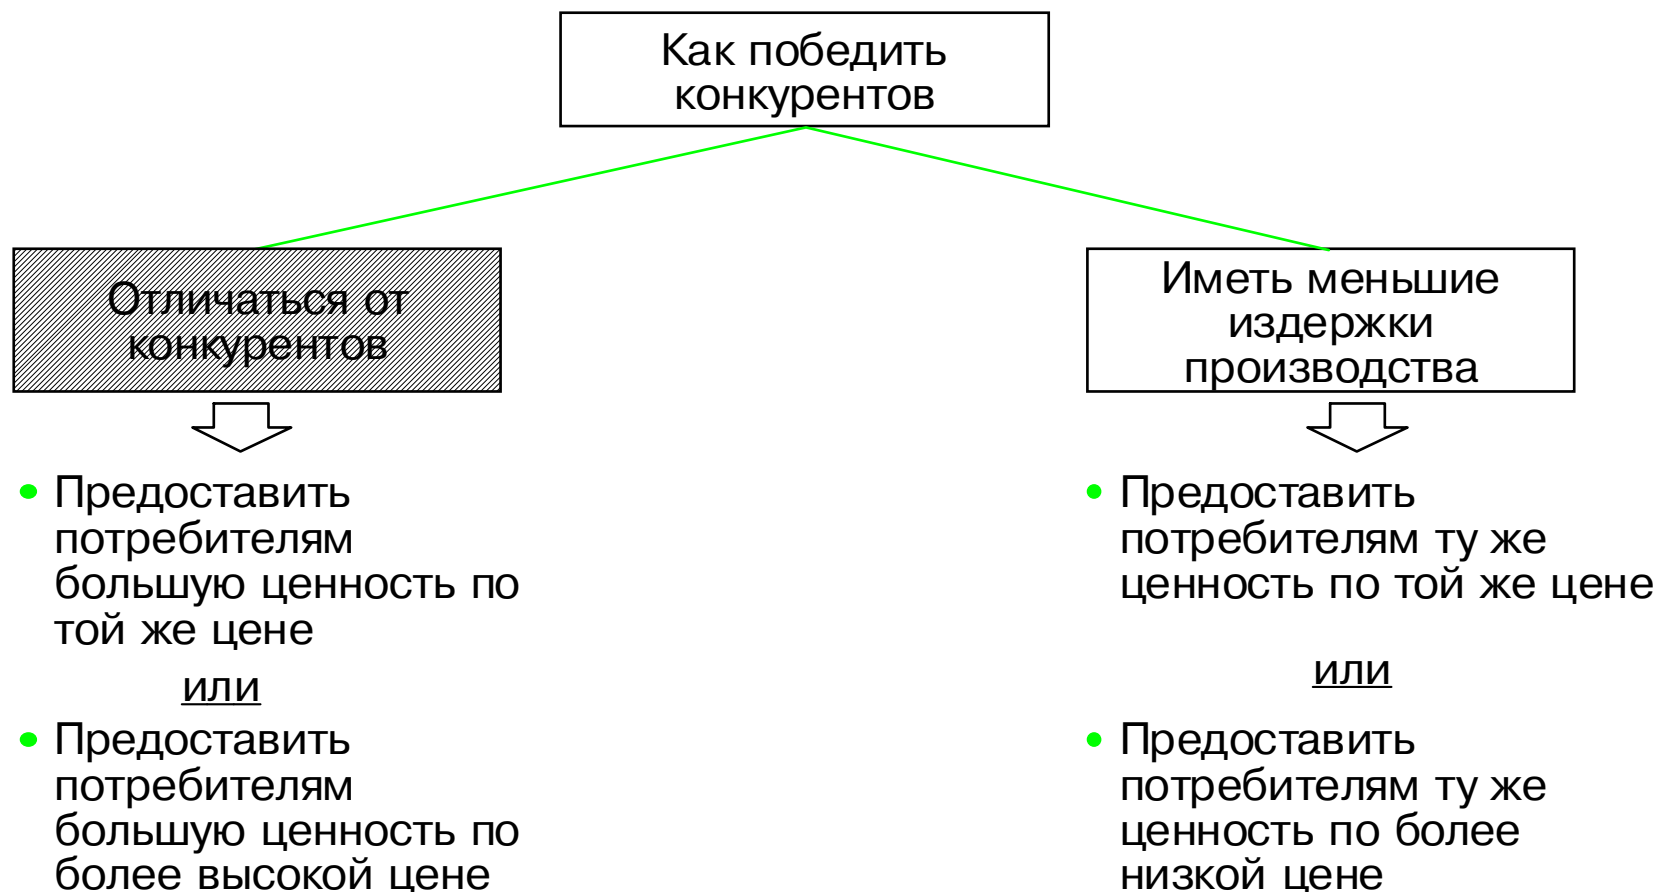 Как победить
конкурентов
Отличаться от
конкурентов
Иметь меньшие
издержки
производства
• Предоставить
потребителям
большую ценность по
той же цене
или
• Предоставить
потребителям
большую ценность по
более высокой цене
• Предоставить
потребителям ту же
ценность по той же цене
или
• Предоставить
потребителям ту же
ценность по более
низкой цене